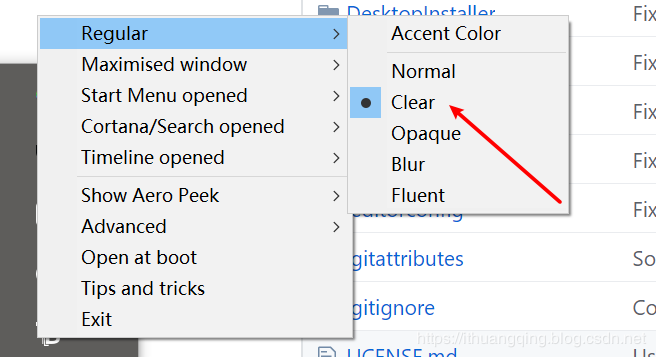 DesktopInstaller Fix
Regular
Maximised window
Start Menu opened
Cortana/Search opened
Timeline opened
Show Aero Peek
Advanced
Open at boot
Tips and tricks
Exit
Accent Color
Normal
Clear
Opaque
Blur
Fluent
Fix
Fix
Fix
Fix
.editorconfig Fix
gitattributes So
gitignore Co
LICENSE.md Fix
https://ithuangqing.blog.csdn.net